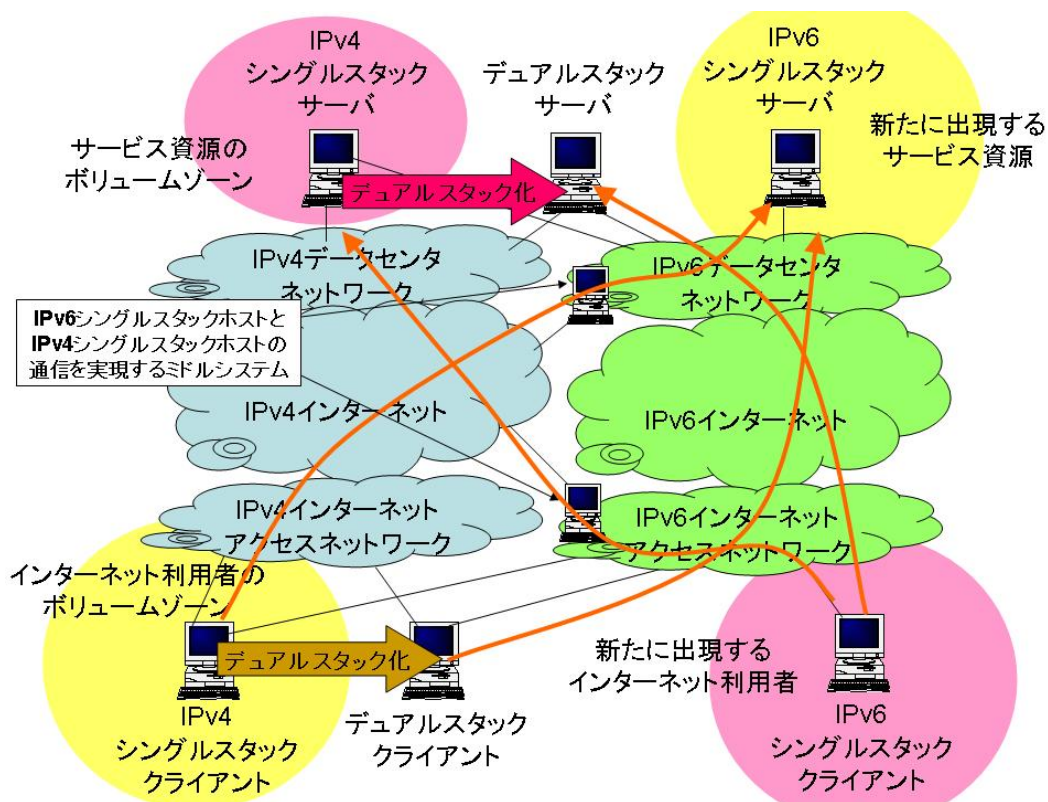 IPv4
シングルスタック
サーバ
デュアルスタック
サーバ
IPv6
シングルスタック
サーバ
サービス資源の
ボリュームゾーン
新たに出現する
サービス資源
デュアルスタック化
IPv4データセンタ
ネットワーク
IPv6データセンタ
ネットワーク
IPv6シングルスタックホストと
IPv4シングルスタックホストの
通信を実現するミドルシステム
IPv4インターネット
IPv6インターネット
IPv4インターネット
アクセスネットワーク
IPv6インターネット
アクセスネットワーク
インターネット利用者の
ボリュームゾーン
デュアルスタック化
新たに出現する
インターネット利用者
IPv4
シングルスタック
クライアント
デュアルスタック
クライアント
IPv6
シングルスタック
クライアント